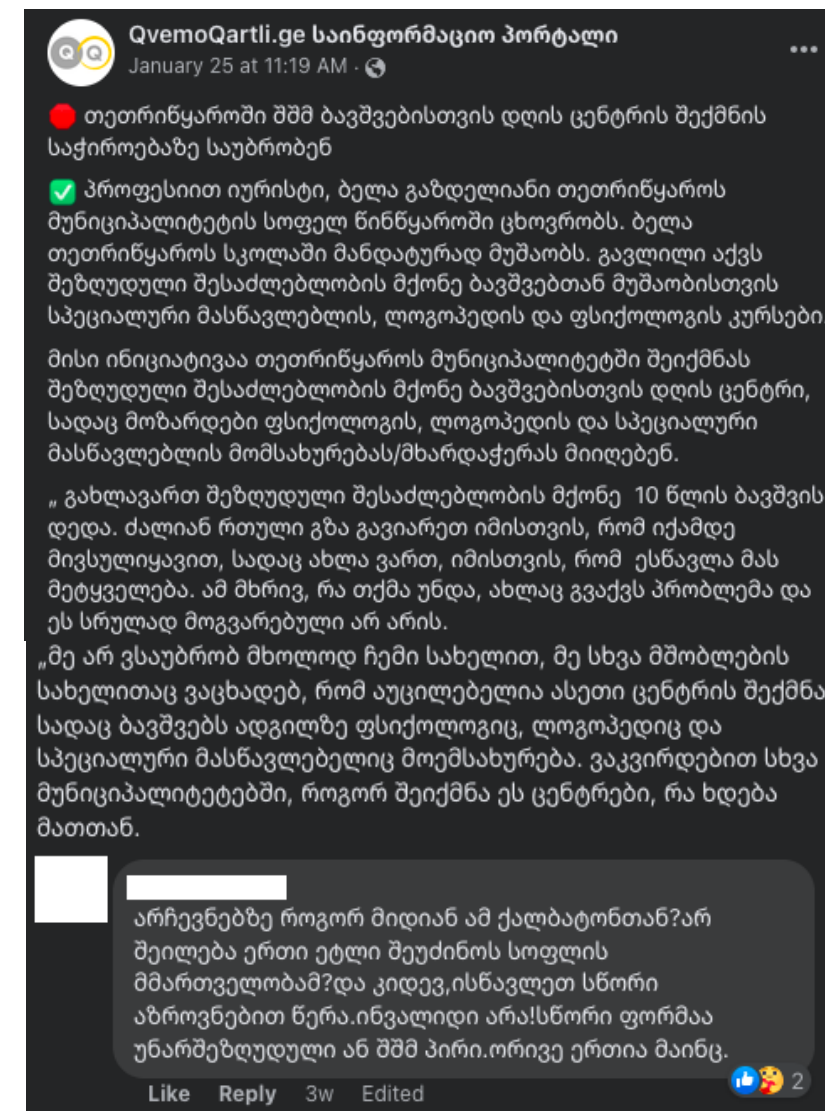 QvemoQartli.ge საინფორმაციო პორტალი
January 25 at 11:19 AM ·
🛑 თეთრიწყაროში შშმ ბავშვებისთვის დღის ცენტრის შექმნის
საჭიროებაზე საუბრობენ
✅ პროფესიით იურისტი, ბელა გაზდელიანი თეთრიწყაროს
მუნიციპალიტეტის სოფელ წინწყაროში ცხოვრობს. ბელა
თეთრიწყაროს სკოლაში მანდატურად მუშაობს. გავლილი აქვს
შეზღუდული შესაძლებლობის მქონე ბავშვებთან მუშაობისთვის
სპეციალური მასწავლებლის, ლოგოპედის და ფსიქოლოგის კურსები
მისი ინიციატივაა თეთრიწყაროს მუნიციპალიტეტში შეიქმნას
შეზღუდული შესაძლებლობის მქონე ბავშვებისთვის დღის ცენტრი,
სადაც მოზარდები ფსიქოლოგის, ლოგოპედის და სპეციალური
მასწავლებლის მომსახურებას/მხარდაჭერას მიიღებენ.
„ გახლავართ შეზღუდული შესაძლებლობის მქონე 10 წლის ბავშვის
დედა. ძალიან რთული გზა გავიარეთ იმისთვის, რომ იქამდე
მივსულიყავით, სადაც ახლა ვართ, იმისთვის, რომ ესწავლა მას
მეტყველება. ამ მხრივ, რა თქმა უნდა, ახლაც გვაქვს პრობლემა და
ეს სრულად მოგვარებული არ არის.
„მე არ ვსაუბრობ მხოლოდ ჩემი სახელით, მე სხვა მშობლების
სახელითაც ვაცხადებ, რომ აუცილებელია ასეთი ცენტრის შექმნა
სადაც ბავშვებს ადგილზე ფსიქოლოგიც, ლოგოპედიც და
სპეციალური მასწავლებელიც მოემსახურება. ვაკვირდებით სხვა
მუნიციპალიტეტებში, როგორ შეიქმნა ეს ცენტრები, რა ხდება
მათთან.
არჩევნებზე როგორ მიდიან ამ ქალბატონთან?არ
შეილება ერთი ეტლი შეუძინოს სოფლის
მმართველობამ?და კიდევ,ისწავლეთ სწორი
აზროვნებით წერა.ინვალიდი არა!სწორი ფორმაა
უნარშეზღუდული ან შშმ პირი.ორივე ერთია მაინც.
Like Reply 3w Edited 2